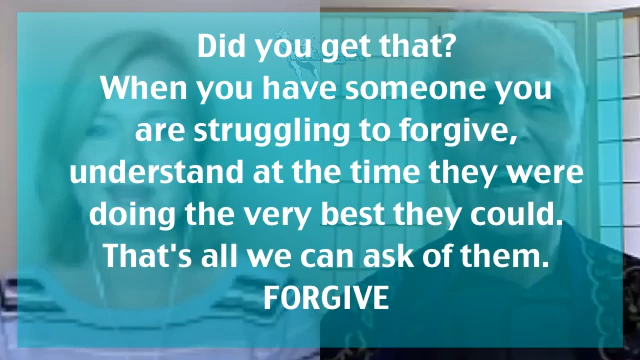 Did you get that?
When you have someone you
are struggling to forgive,
understand at the time they were
doing the very best they could.
That's all we can ask of them.
FORGIVE